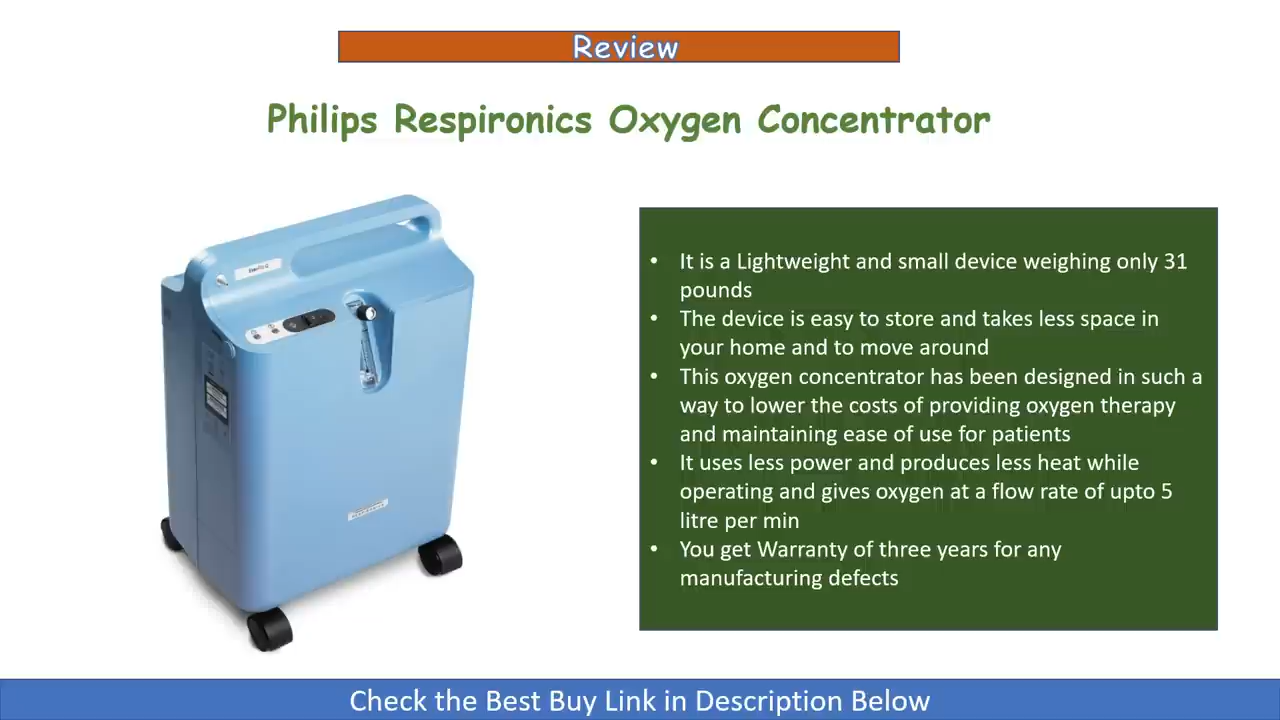 Review
Philips Respironics Oxygen Concentrator
• It is a Lightweight and small device weighing only 31
pounds
• The device is easy to store and takes less space in
your home and to move around
• This oxygen concentrator has been designed in such a
way to lower the costs of providing oxygen therapy
and maintaining ease of use for patients
• It uses less power and produces less heat while
operating and gives oxygen at a flow rate of upto 5
litre per min
• You get Warranty of three years for any
manufacturing defects
Check the Best Buy Link in Description Below